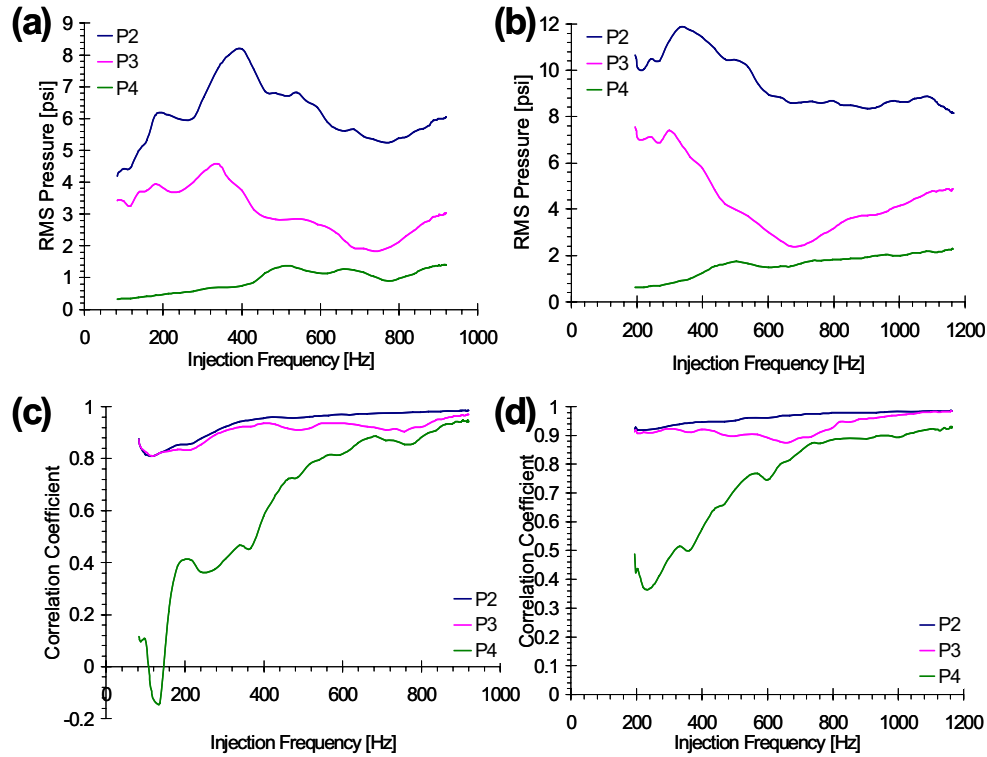 (a)
P2
P3
P4
RMS Pressure [psi]
9
8
7
6
5
4
3
2
1
0
0 200 400 600 800 1000
Injection Frequency [Hz]
(b)
P2
P3
P4
RMS Pressure [psi]
12
10
8
6
4
2
0
0 200 400 600 800 1000 1200
Injection Frequency [Hz]
(c)
Correlation Coefficient
1
0.8
0.6
0.4
0.2
0
-0.2
0 200 400 600 800 1000
P2
P3
P4
Injection Frequency [Hz]
(d)
Correlation Coefficient
1
0.9
0.8
0.7
0.6
0.5
0.4
0.3
0.2
0.1
0
P2
P3
P4
0 200 400 600 800 1000 1200
Injection Frequency [Hz]